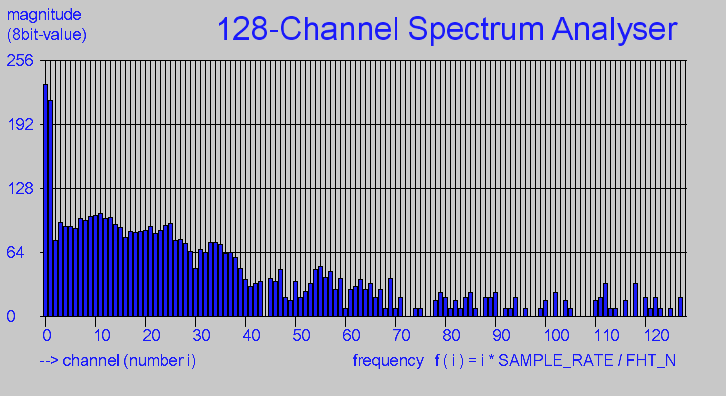 magnitude
(8bit-value)
128-Channel Spectrum Analyser
256
192
128
64
0
0 10 20 30 40 50 60 70 80 90 100 110 120
--> channel (number i)
frequency f ( i ) = i * SAMPLE_RATE / FHT_N